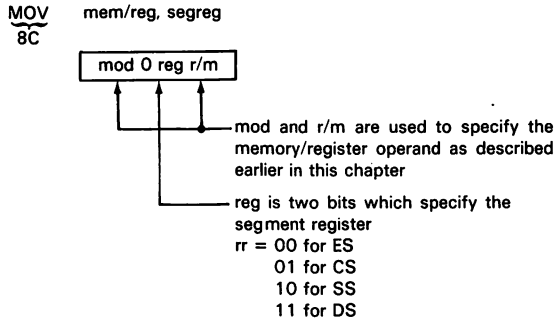 MOV mem/reg, segreg
8C
mod 0 reg r/m
mod and r/m are used to specify the
memory/register operand as described
earlier in this chapter
reg is two bits which specify the
segment register
rr = 00 for ES
01 for CS
10 for SS
11 for DS